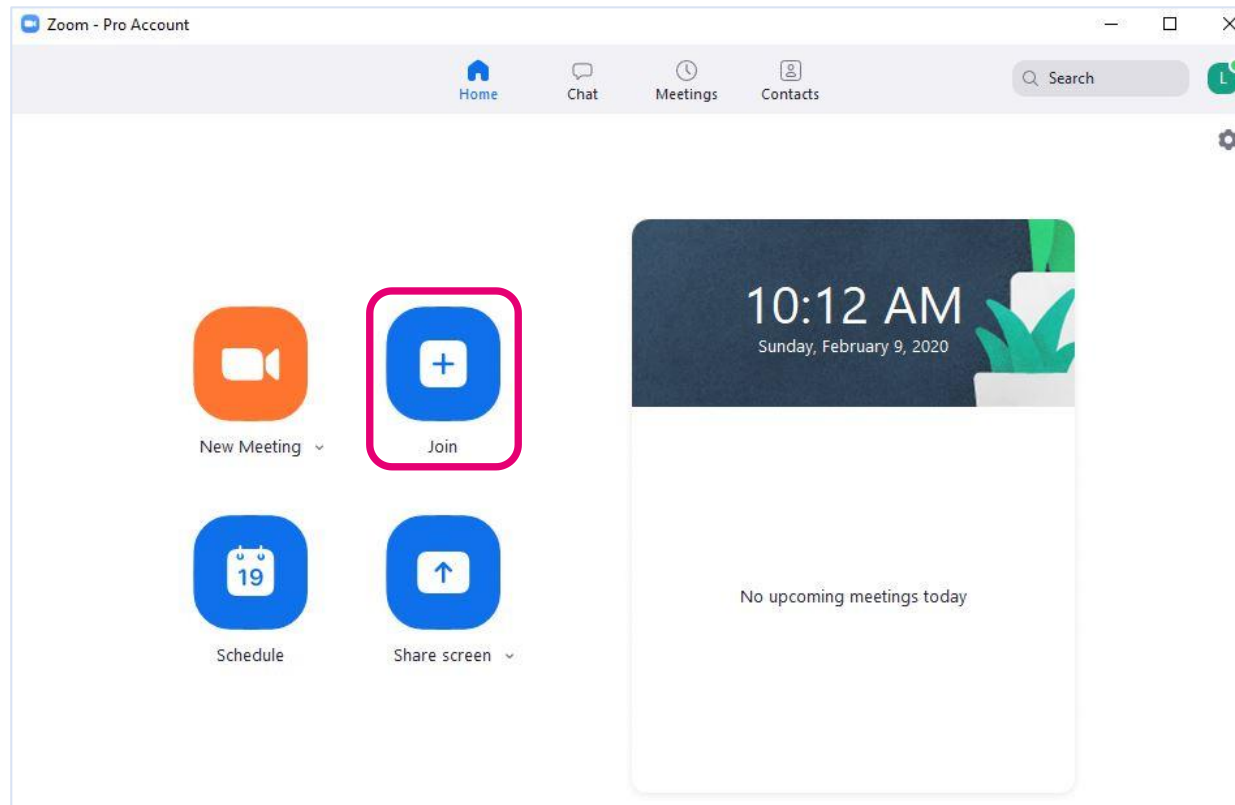 Zoom - Pro Account
Home
Chat
Meetings
Contacts
Search
L
10:12 AM
Sunday, February 9, 2020
New Meeting
Join
19
Schedule
Share screen
No upcoming meetings today